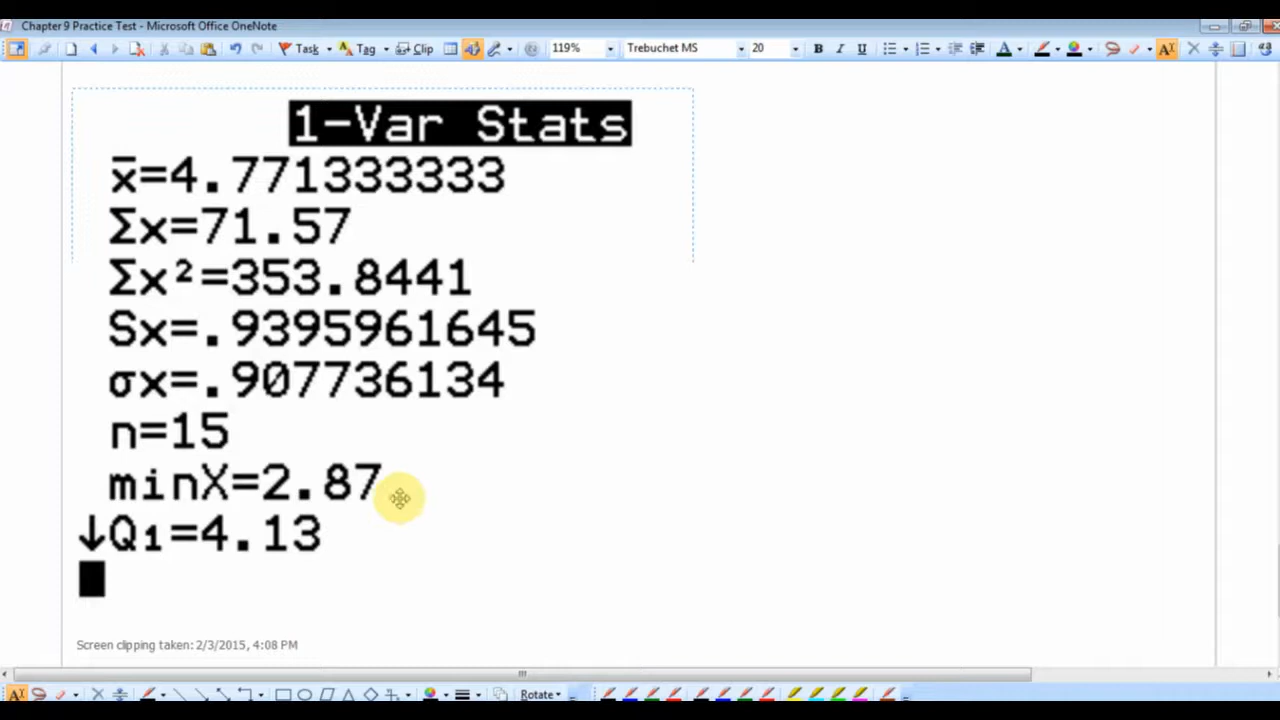 Chapter 9 Practice Test - Microsoft Office OneNote
Task Tag Clip 119% Trebuchet MS 20 B I U A
1-Var Stats
x̄=4.771333333
Σx=71.57
Σx²=353.8441
Sx=.9395961645
σx=.907736134
n=15
minX=2.87
↓Q₁=4.13
Screen clipping taken: 2/3/2015, 4:08 PM
Rotate